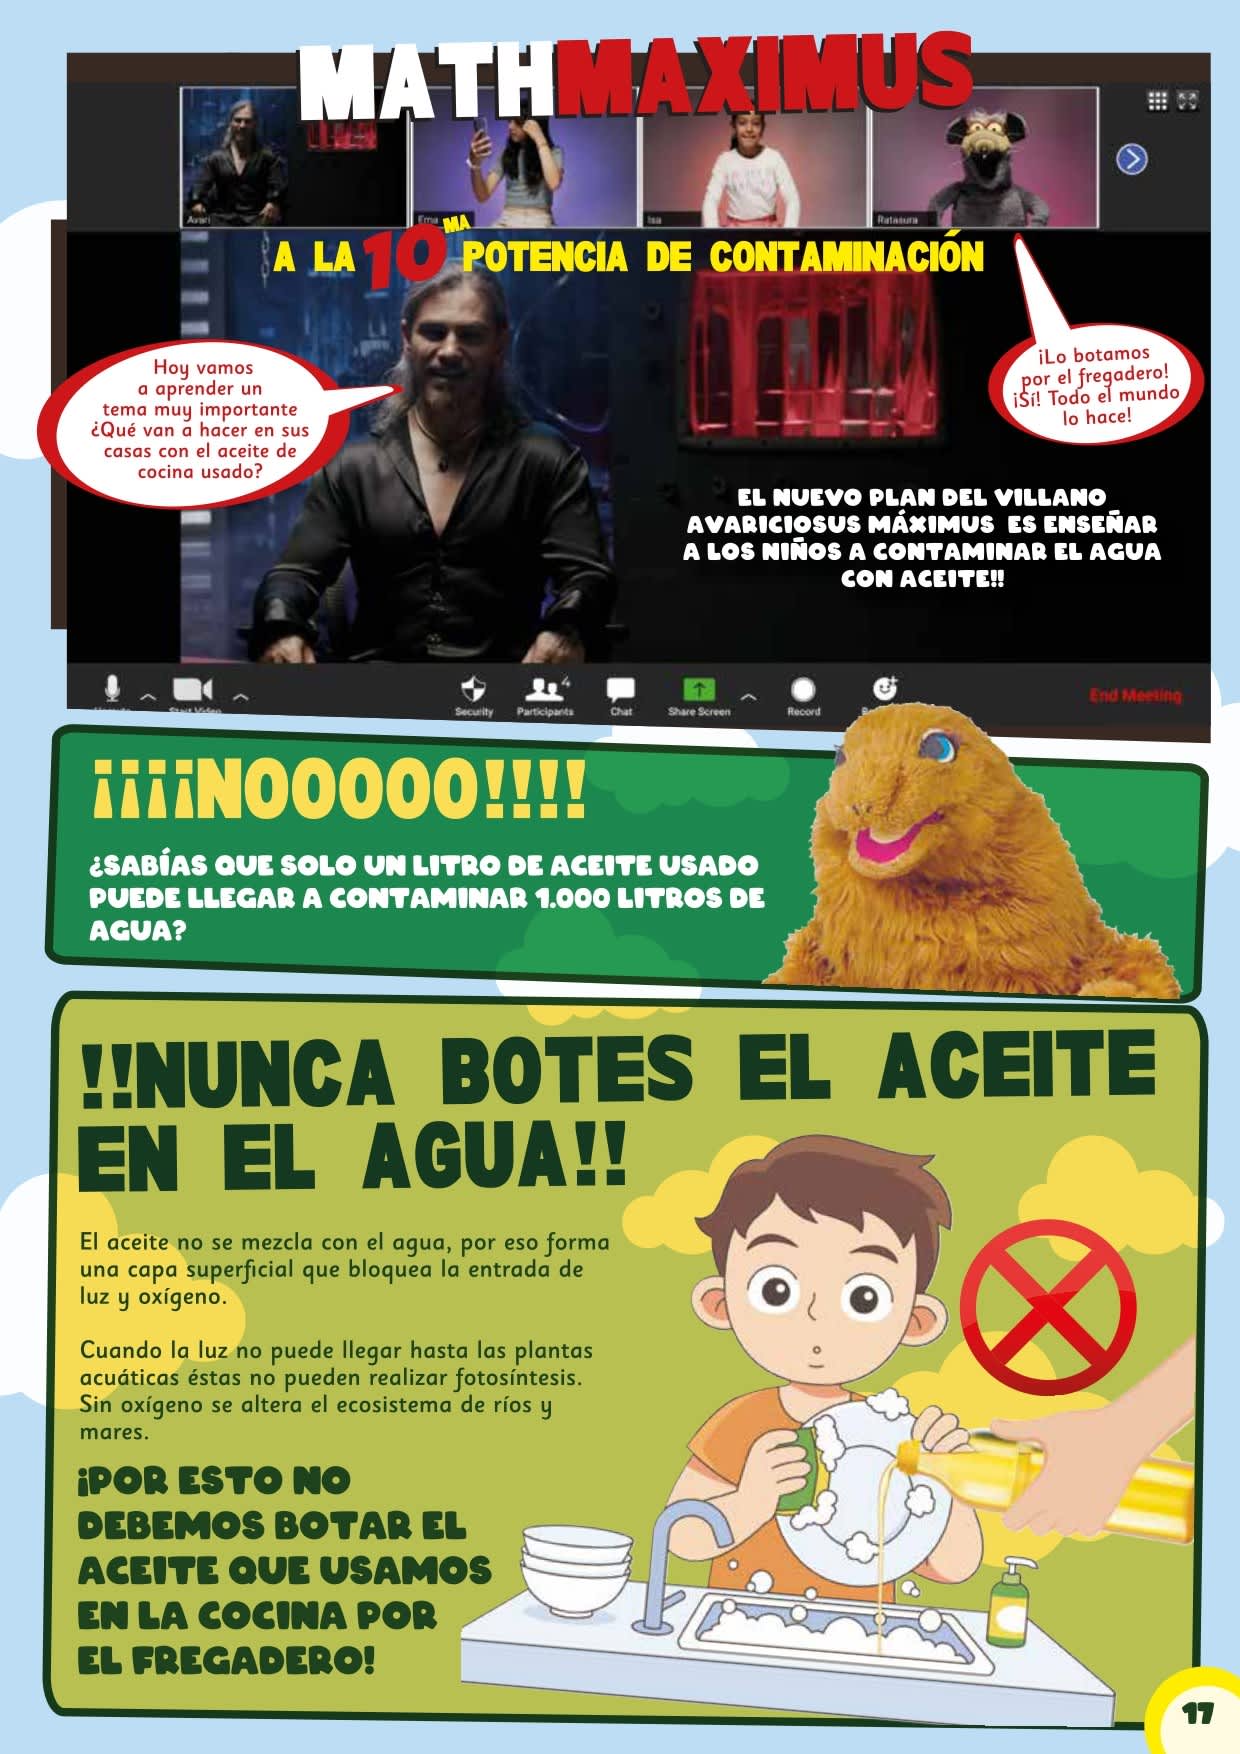 MATHMAXIMUS
Avari
Ema
Isa
Ratasura
A LA 10MA POTENCIA DE CONTAMINACIÓN
Hoy vamos
a aprender un
tema muy importante
¿Qué van a hacer en sus
casas con el aceite de
cocina usado?
¡Lo botamos
por el fregadero!
¡Sí! Todo el mundo
lo hace!
EL NUEVO PLAN DEL VILLANO
AVARICIOSUS MÁXIMUS ES ENSEÑAR
A LOS NIÑOS A CONTAMINAR EL AGUA
CON ACEITE!!
Start Video
Security
Participants
4
Chat
Share Screen
Record
End Meeting
¡¡¡¡NOOOOO!!!!
¿SABÍAS QUE SOLO UN LITRO DE ACEITE USADO
PUEDE LLEGAR A CONTAMINAR 1.000 LITROS DE
AGUA?
!!NUNCA BOTES EL ACEITE
EN EL AGUA!!
El aceite no se mezcla con el agua, por eso forma
una capa superficial que bloquea la entrada de
luz y oxígeno.
Cuando la luz no puede llegar hasta las plantas
acuáticas éstas no pueden realizar fotosíntesis.
Sin oxígeno se altera el ecosistema de ríos y
mares.
¡POR ESTO NO
DEBEMOS BOTAR EL
ACEITE QUE USAMOS
EN LA COCINA POR
EL FREGADERO!
17